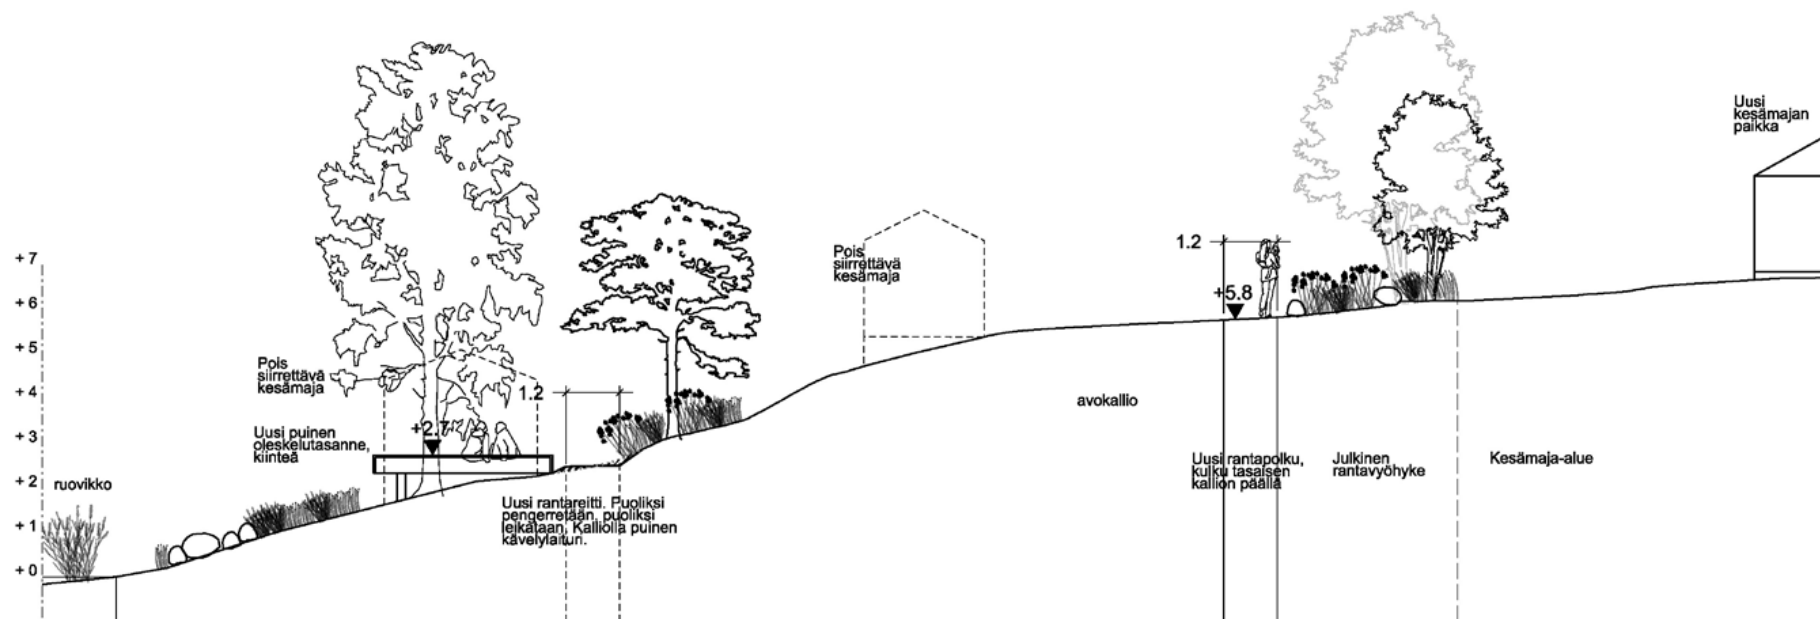 + 7
+ 6
+ 5
+ 4
+ 3
+ 2
+ 1
+ 0
ruovikko
Pois
siirrettävä
kesämaja
Uusi puinen
oleskelutasanne,
kiinteä
+2.7
1.2
Uusi rantareitti. Puoliksi
pengerretään, puoliksi
leikataan. Kalliolla puinen
kävelylaituri.
Pois
siirrettävä
kesämaja
avokallio
1.2
+5.8
Uusi rantapolku,
kulku tasaisen
kallion päällä
Julkinen
rantavyöhyke
Kesämaja-alue
Uusi
kesämajan
paikka